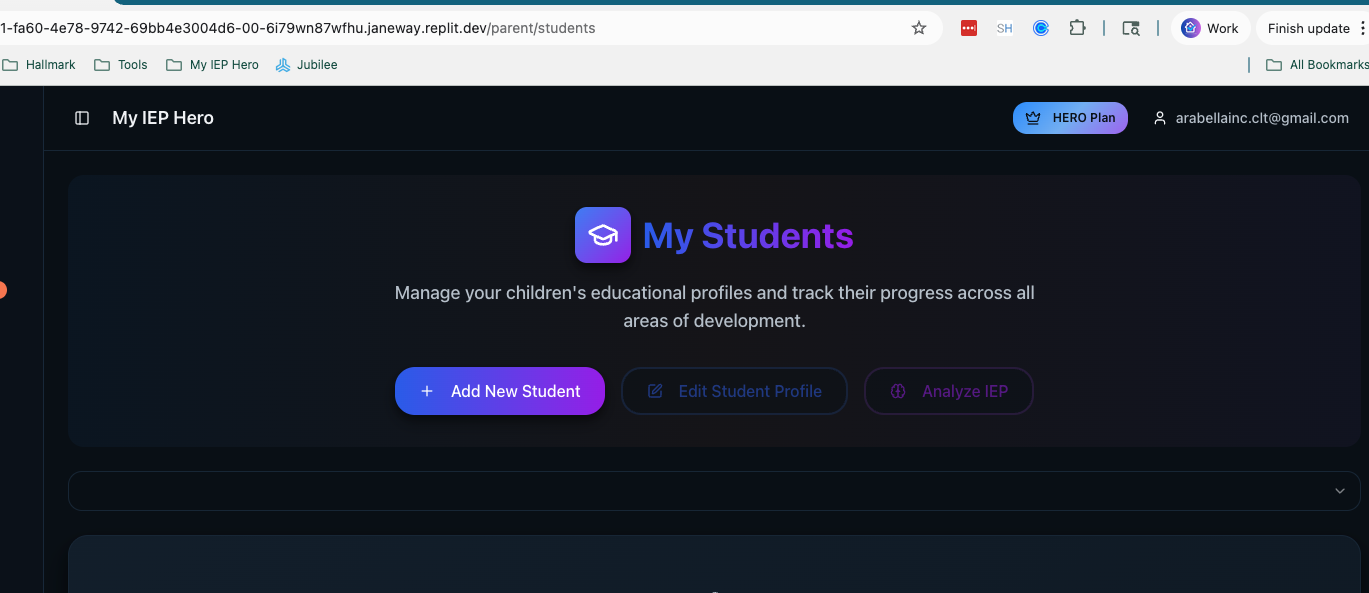 1-fa60-4e78-9742-69bb4e3004d6-00-6i79wn87wfhu.janeway.replit.dev/parent/students
SH
Work
Finish update
Hallmark
Tools
My IEP Hero
Jubilee
All Bookmarks
My IEP Hero
HERO Plan
arabellainc.clt@gmail.com
My Students
Manage your children's educational profiles and track their progress across all
areas of development.
Add New Student
Edit Student Profile
Analyze IEP